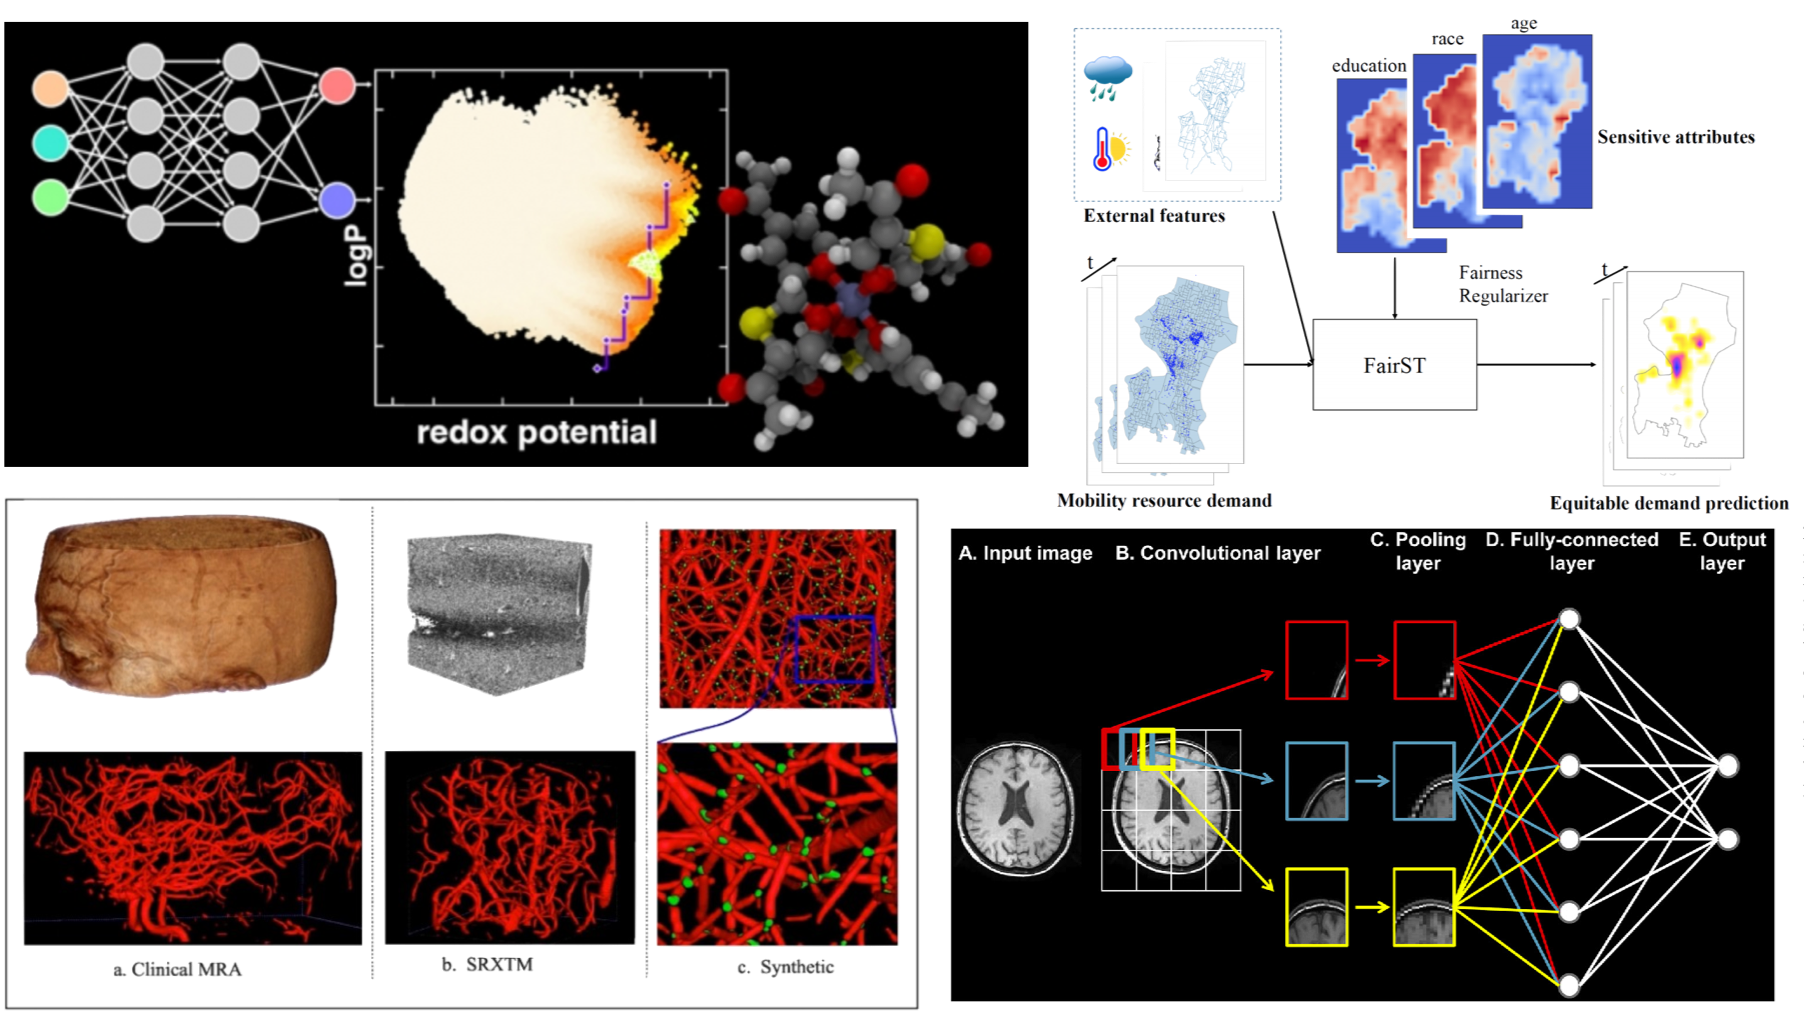 logP
redox potential
External features
education
race
age
Sensitive attributes
t
Fairness
Regularizer
FairST
t
Mobility resource demand
Equitable demand prediction
a. Clinical MRA
b. SRXTM
c. Synthetic
A. Input image
B. Convolutional layer
C. Pooling
layer
D. Fully-connected
layer
E. Output
layer